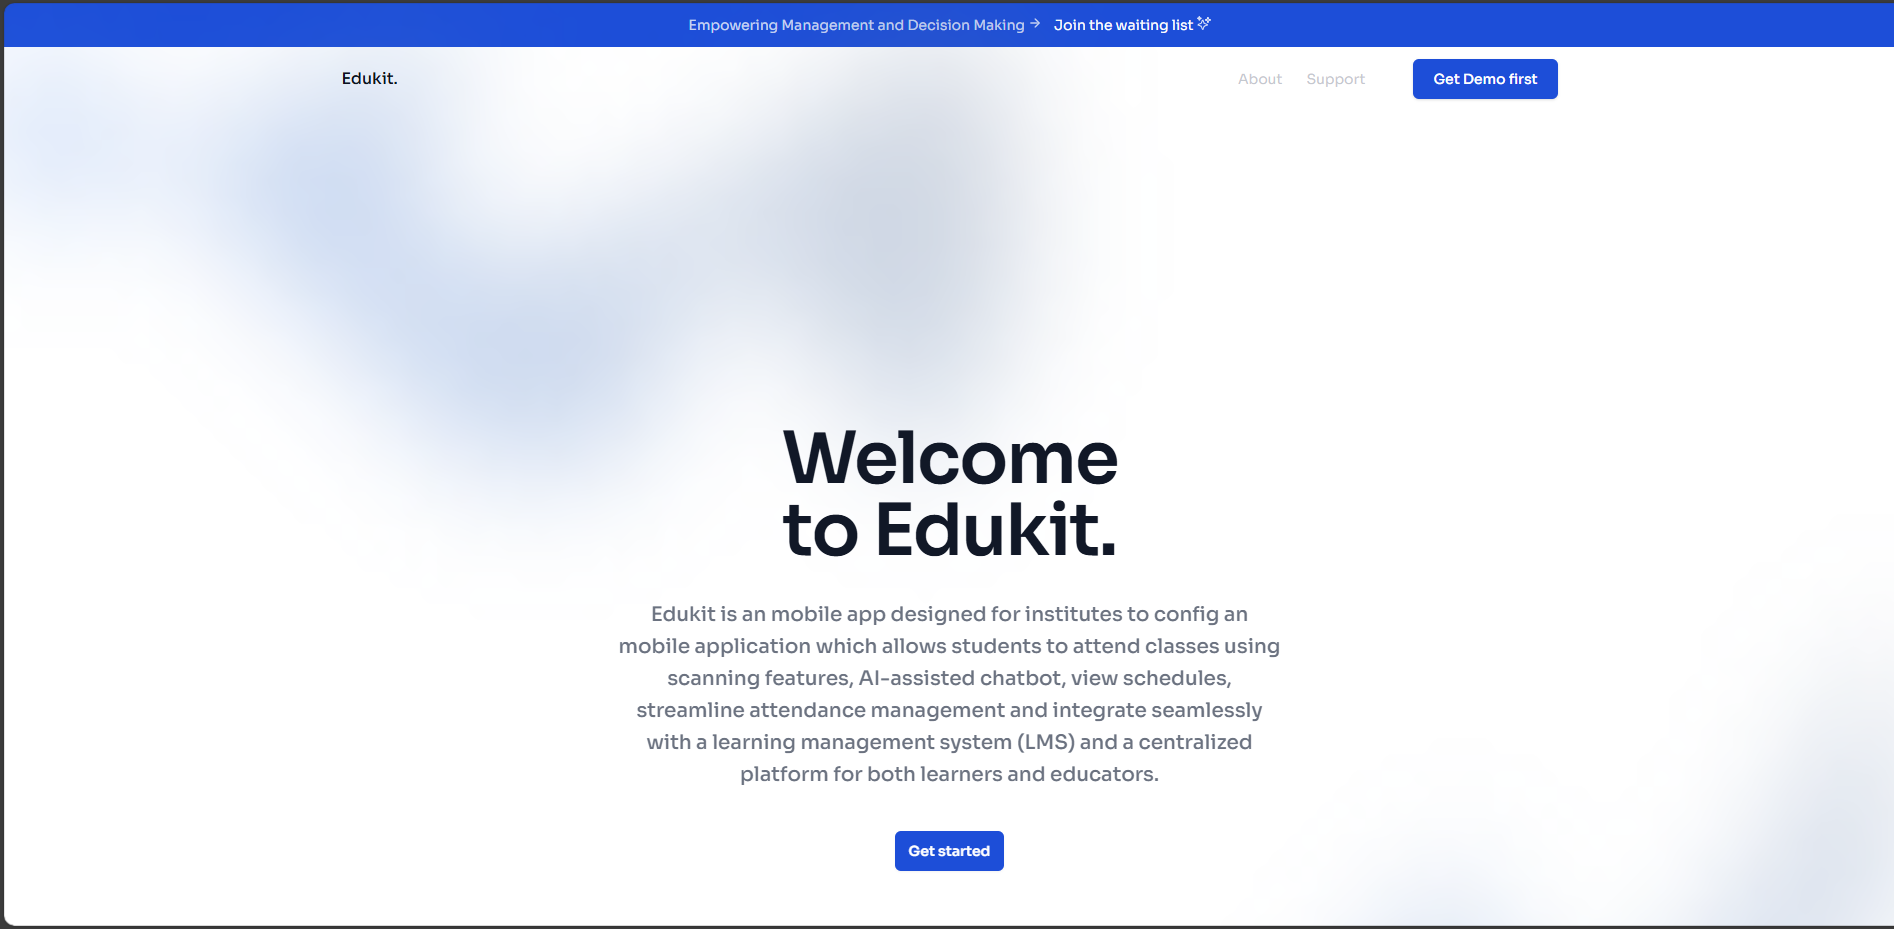 Empowering Management and Decision Making → Join the waiting list
Edukit.
About Support Get Demo first
Welcome
to Edukit.
Edukit is an mobile app designed for institutes to config an
mobile application which allows students to attend classes using
scanning features, AI-assisted chatbot, view schedules,
streamline attendance management and integrate seamlessly
with a learning management system (LMS) and a centralized
platform for both learners and educators.
Get started